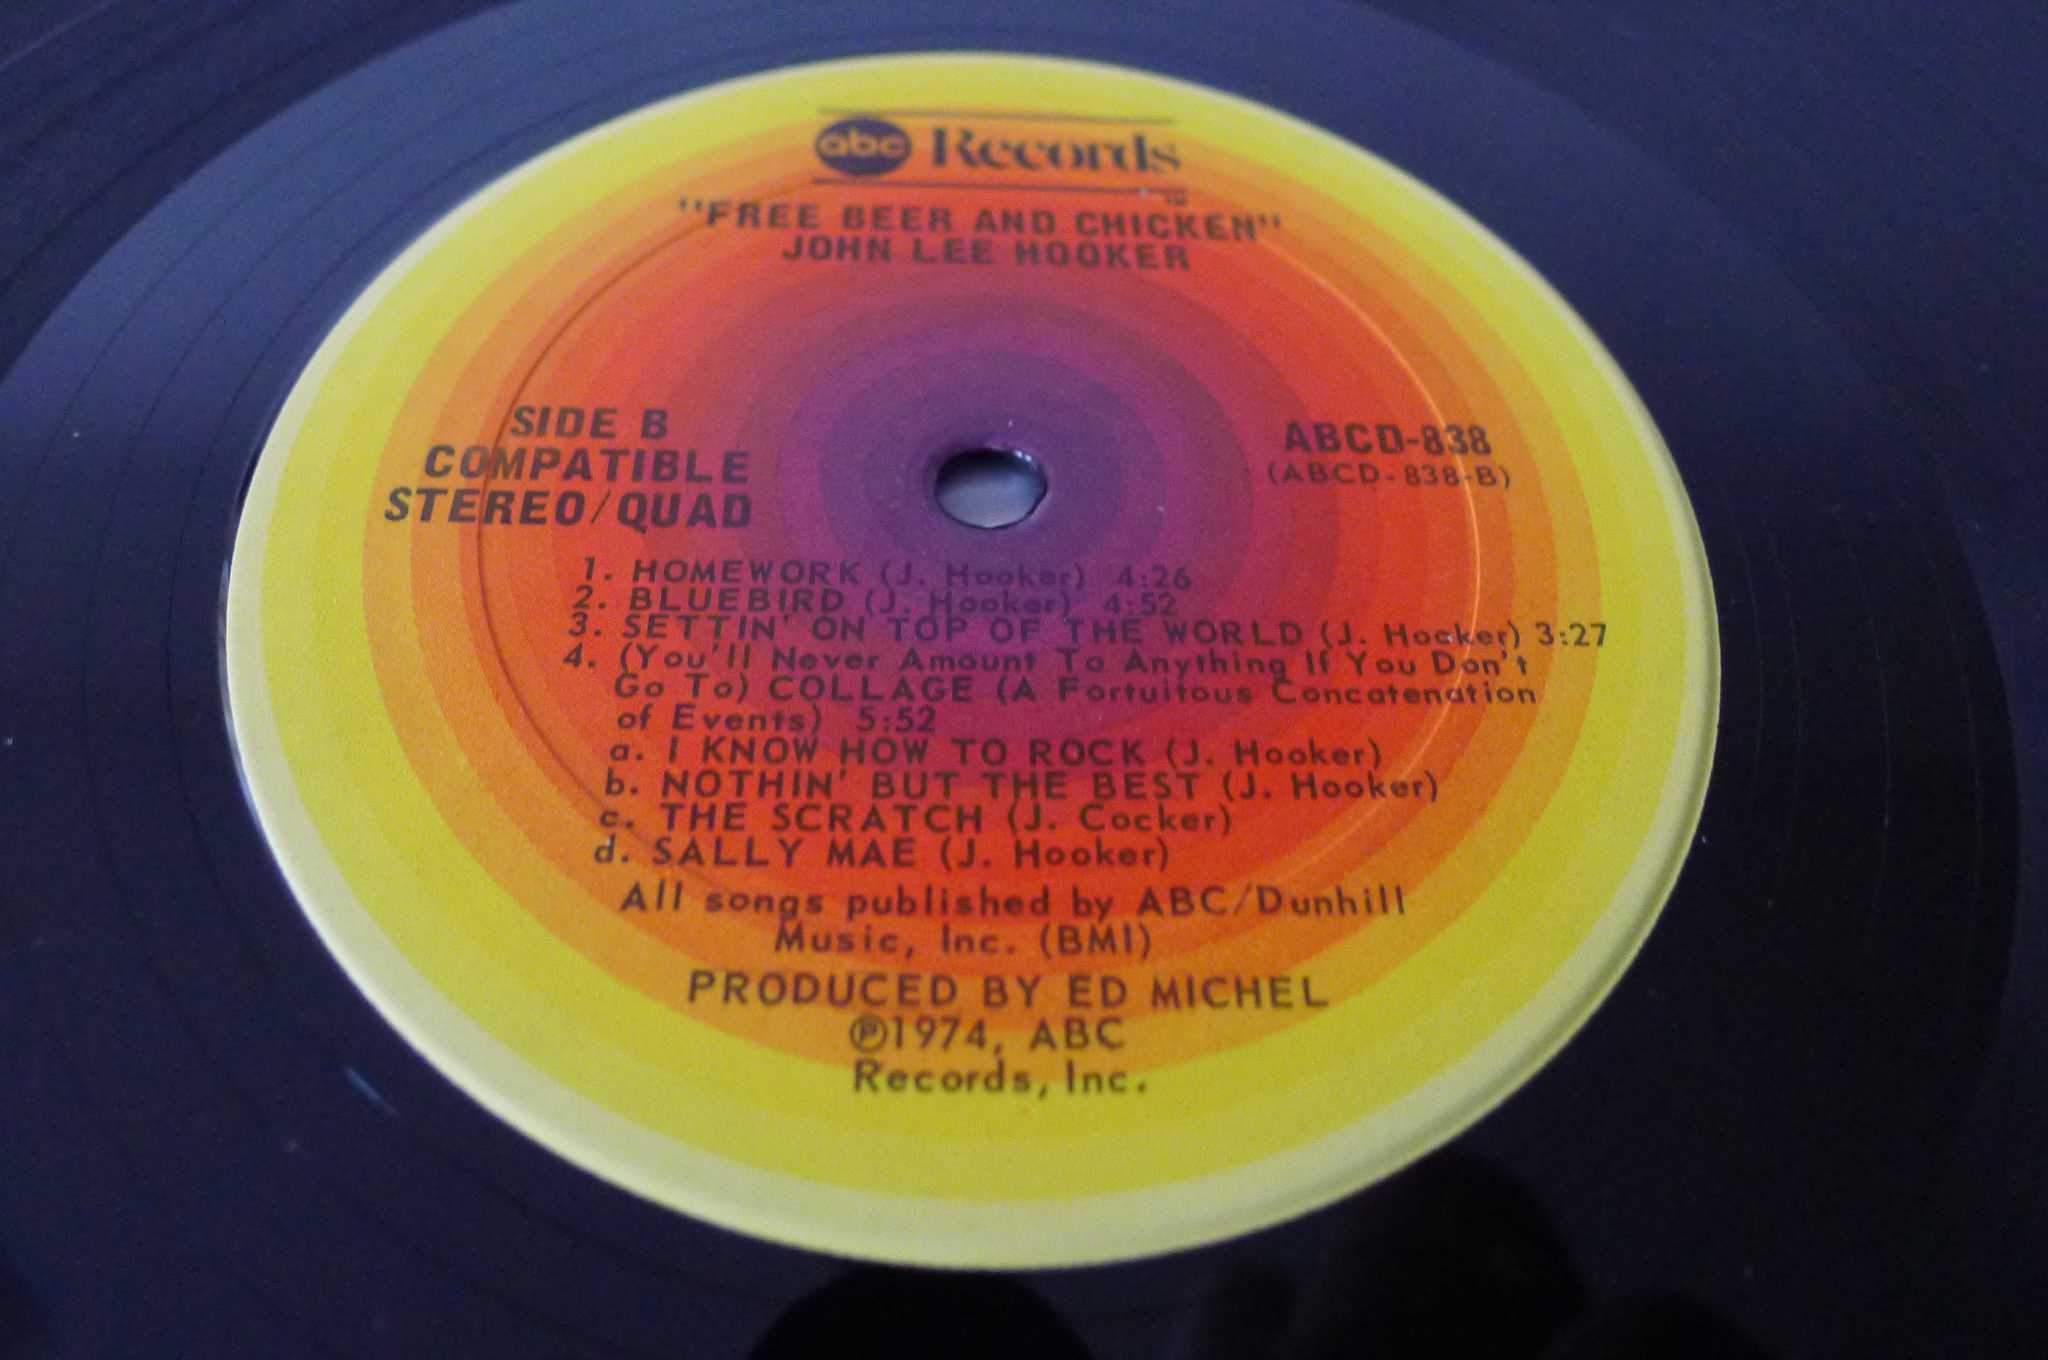 abc Records
TM
"FREE BEER AND CHICKEN"
JOHN LEE HOOKER
SIDE B
COMPATIBLE
STEREO/QUAD
ABCD-838
(ABCD-838-B)
1. HOMEWORK (J. Hooker) 4:26
2. BLUEBIRD (J. Hooker) 4:52
3. SETTIN' ON TOP OF THE WORLD (J. Hooker) 3:27
4. (You'll Never Amount To Anything If You Don't
Go To) COLLAGE (A Fortuitous Concatenation
of Events) 5:52
a. I KNOW HOW TO ROCK (J. Hooker)
b. NOTHIN' BUT THE BEST (J. Hooker)
c. THE SCRATCH (J. Cocker)
d. SALLY MAE (J. Hooker)
All songs published by ABC/Dunhill
Music, Inc. (BMI)
PRODUCED BY ED MICHEL
℗1974, ABC
Records, Inc.